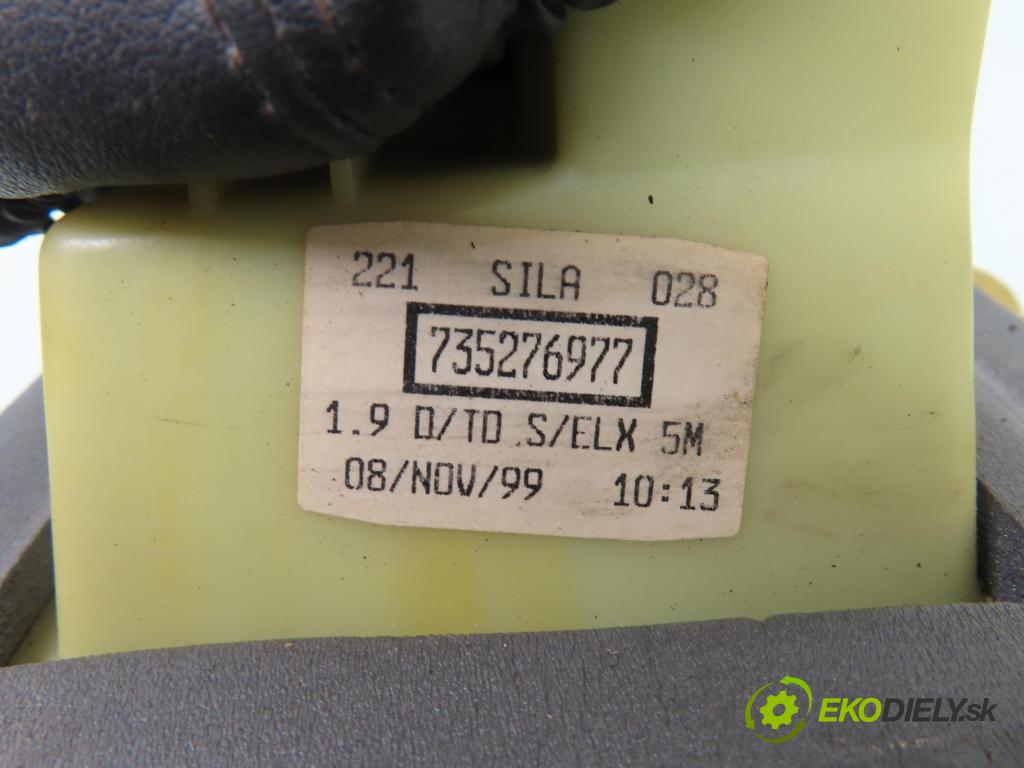 221 SILA 028
735276977
1.9 D/TD S/ELX 5M
08/NOV/99 10:13
EKODIELY.sk